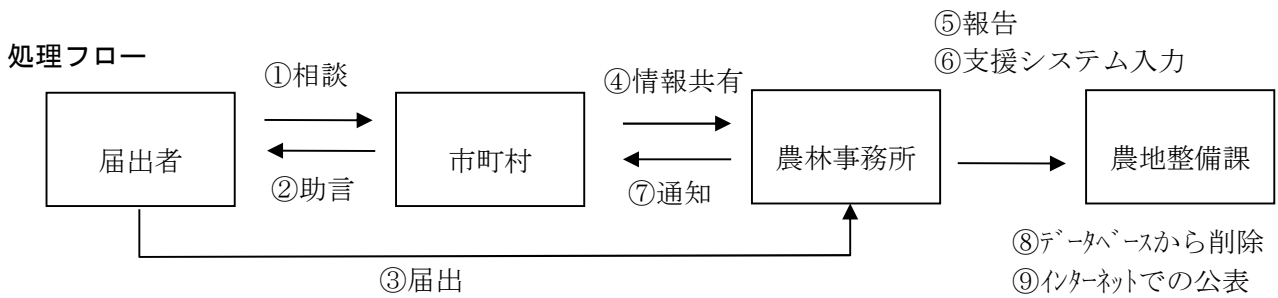 ⑤報告
処理フロー
⑥支援システム入力
①相談
④情報共有
届出者
市町村
農林事務所
農地整備課
②助言
⑦通知
③届出
⑧ﾃﾞｰﾀﾍﾞｰｽから削除
⑨ｲﾝﾀｰﾈｯﾄでの公表